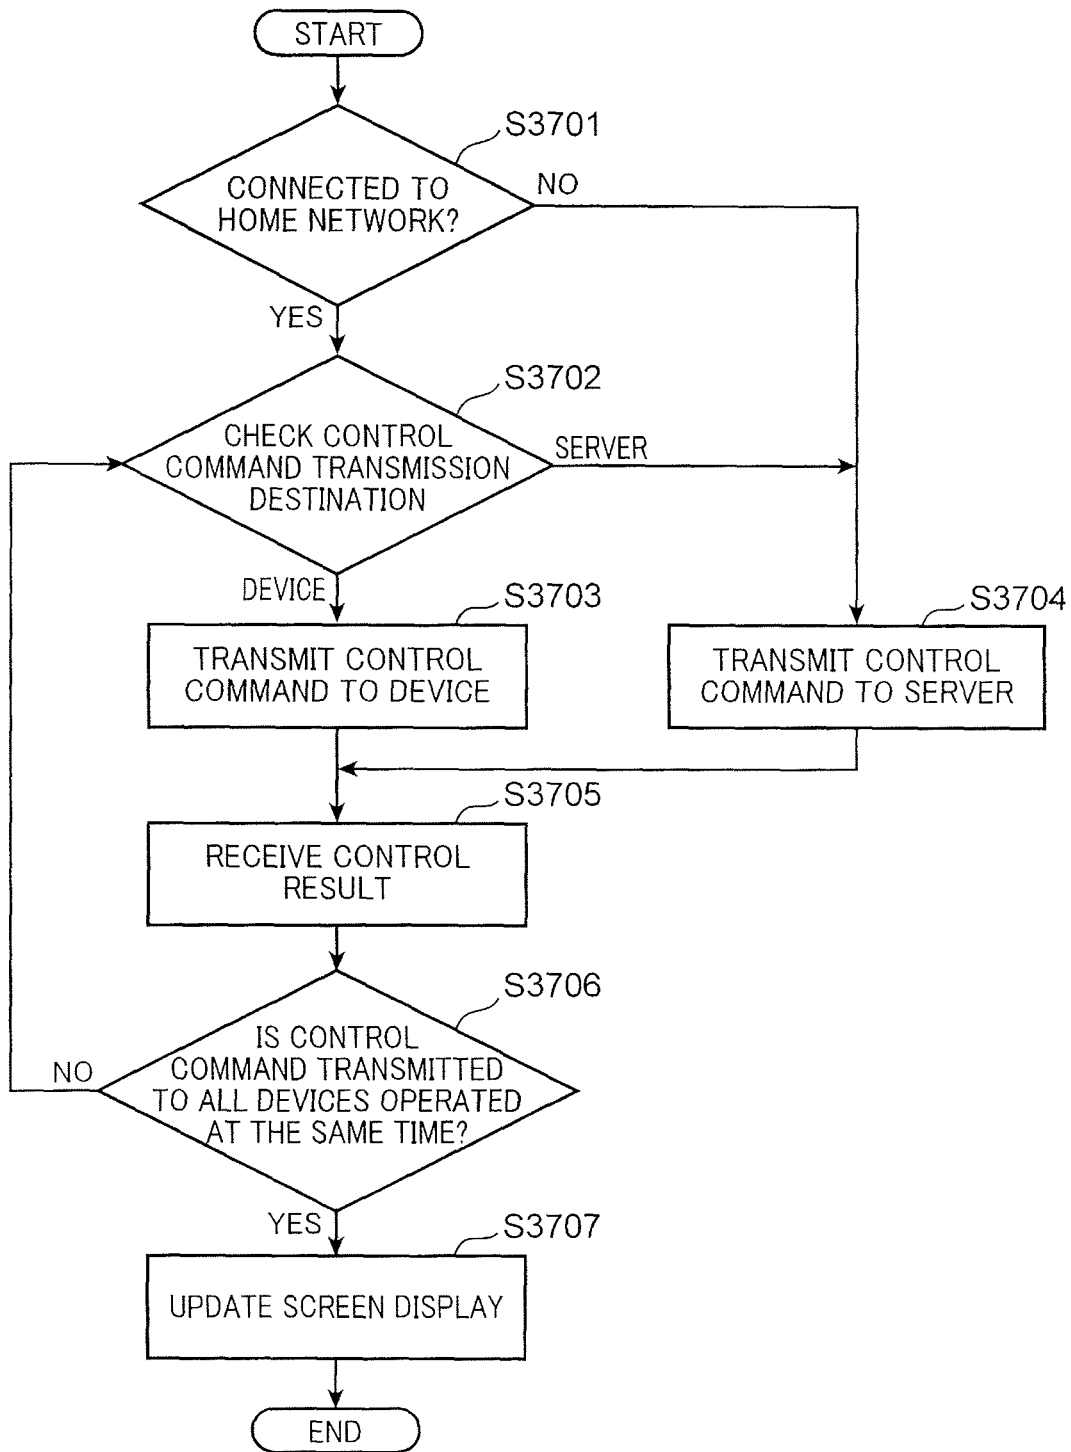 START
S3701
CONNECTED TO
HOME NETWORK?
NO
YES
S3702
CHECK CONTROL
COMMAND TRANSMISSION
DESTINATION
SERVER
DEVICE
S3703
TRANSMIT CONTROL
COMMAND TO DEVICE
S3704
TRANSMIT CONTROL
COMMAND TO SERVER
S3705
RECEIVE CONTROL
RESULT
S3706
IS CONTROL
COMMAND TRANSMITTED
TO ALL DEVICES OPERATED
AT THE SAME TIME?
NO
YES
S3707
UPDATE SCREEN DISPLAY
END